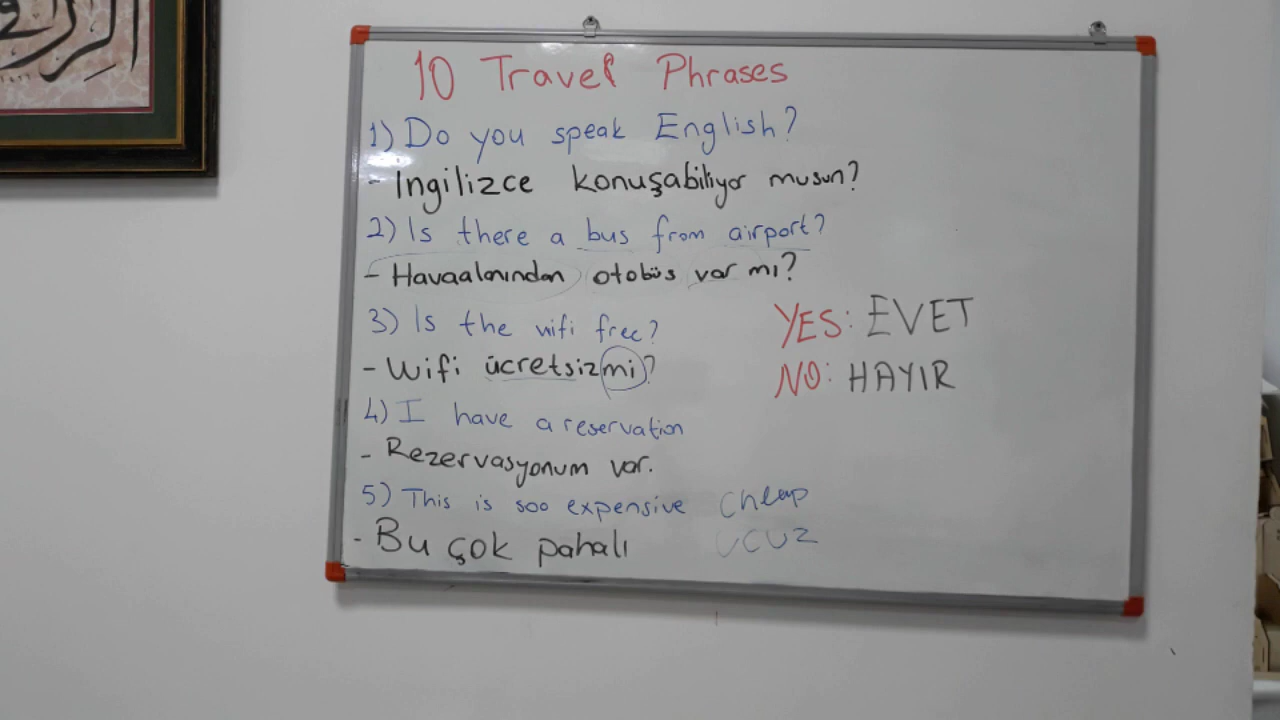 10 Travel Phrases
1) Do you speak English?
- Ingilizce konuşabiliyor musun?
2) Is there a bus from airport?
- Havaalanından otobüs var mı?
3) Is the wifi free?
- Wifi ücretsiz mi?
4) I have a reservation
- Rezervasyonum var.
5) This is soo expensive cheap
- Bu çok pahalı ucuz
YES: EVET
NO: HAYIR